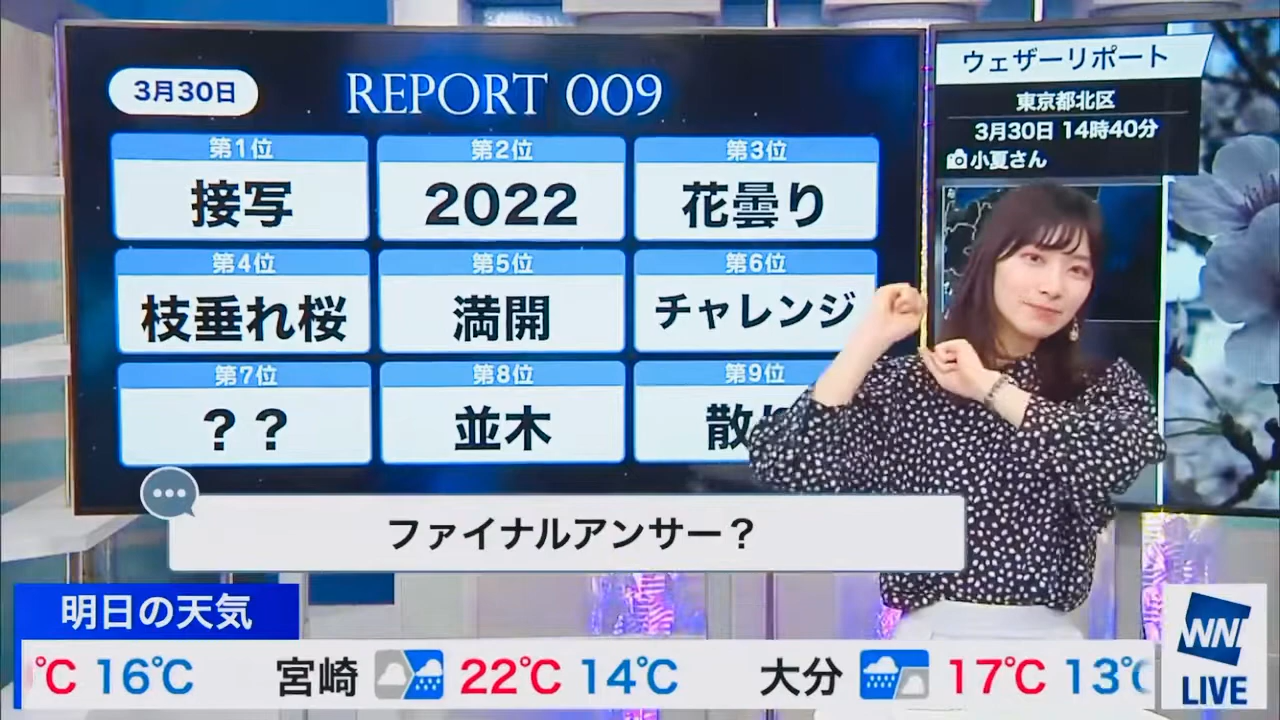 3月30日
REPORT 009
第1位
接写
第2位
2022
第3位
花曇り
第4位
枝垂れ桜
第5位
満開
第6位
チャレンジ
第7位
？？
第8位
並木
第9位
散
ウェザーリポート
東京都北区
3月30日 14時40分
小夏さん
ファイナルアンサー？
明日の天気
℃ 16℃ 宮崎 22℃ 14℃ 大分 17℃ 13℃
WNI
LIVE